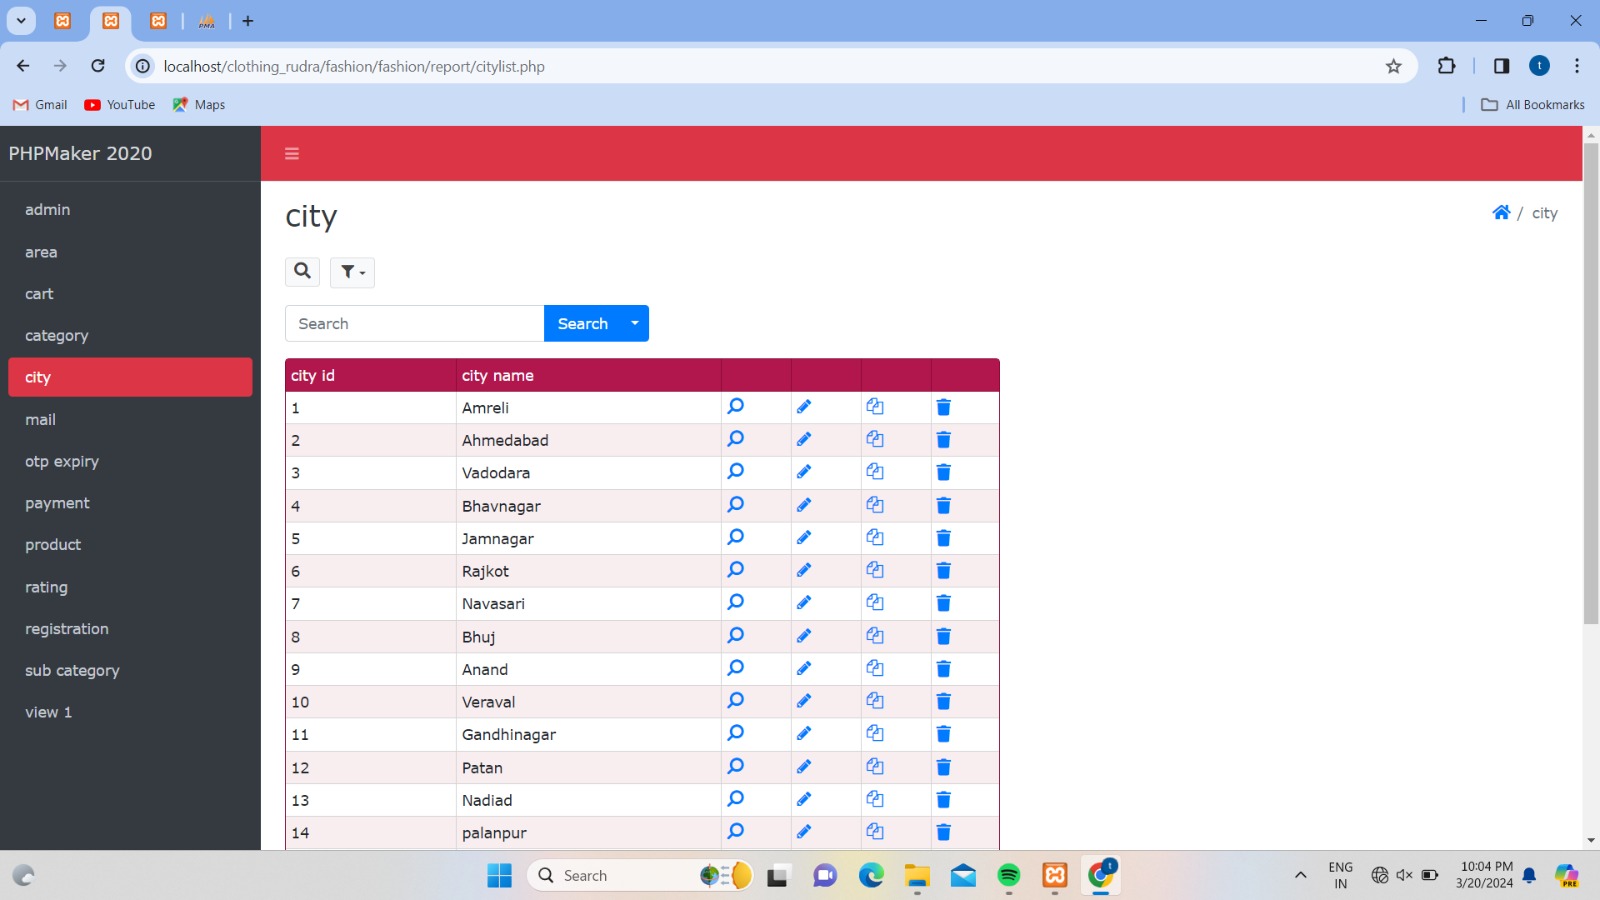 PMA
localhost/clothing_rudra/fashion/fashion/report/citylist.php
t
Gmail YouTube Maps All Bookmarks
PHPMaker 2020
admin
area
cart
category
city
mail
otp expiry
payment
product
rating
registration
sub category
view 1
city
/ city
Search Search
city id city name
1 Amreli
2 Ahmedabad
3 Vadodara
4 Bhavnagar
5 Jamnagar
6 Rajkot
7 Navasari
8 Bhuj
9 Anand
10 Veraval
11 Gandhinagar
12 Patan
13 Nadiad
14 palanpur
Search
t
ENG
IN
10:04 PM
3/20/2024
PRE